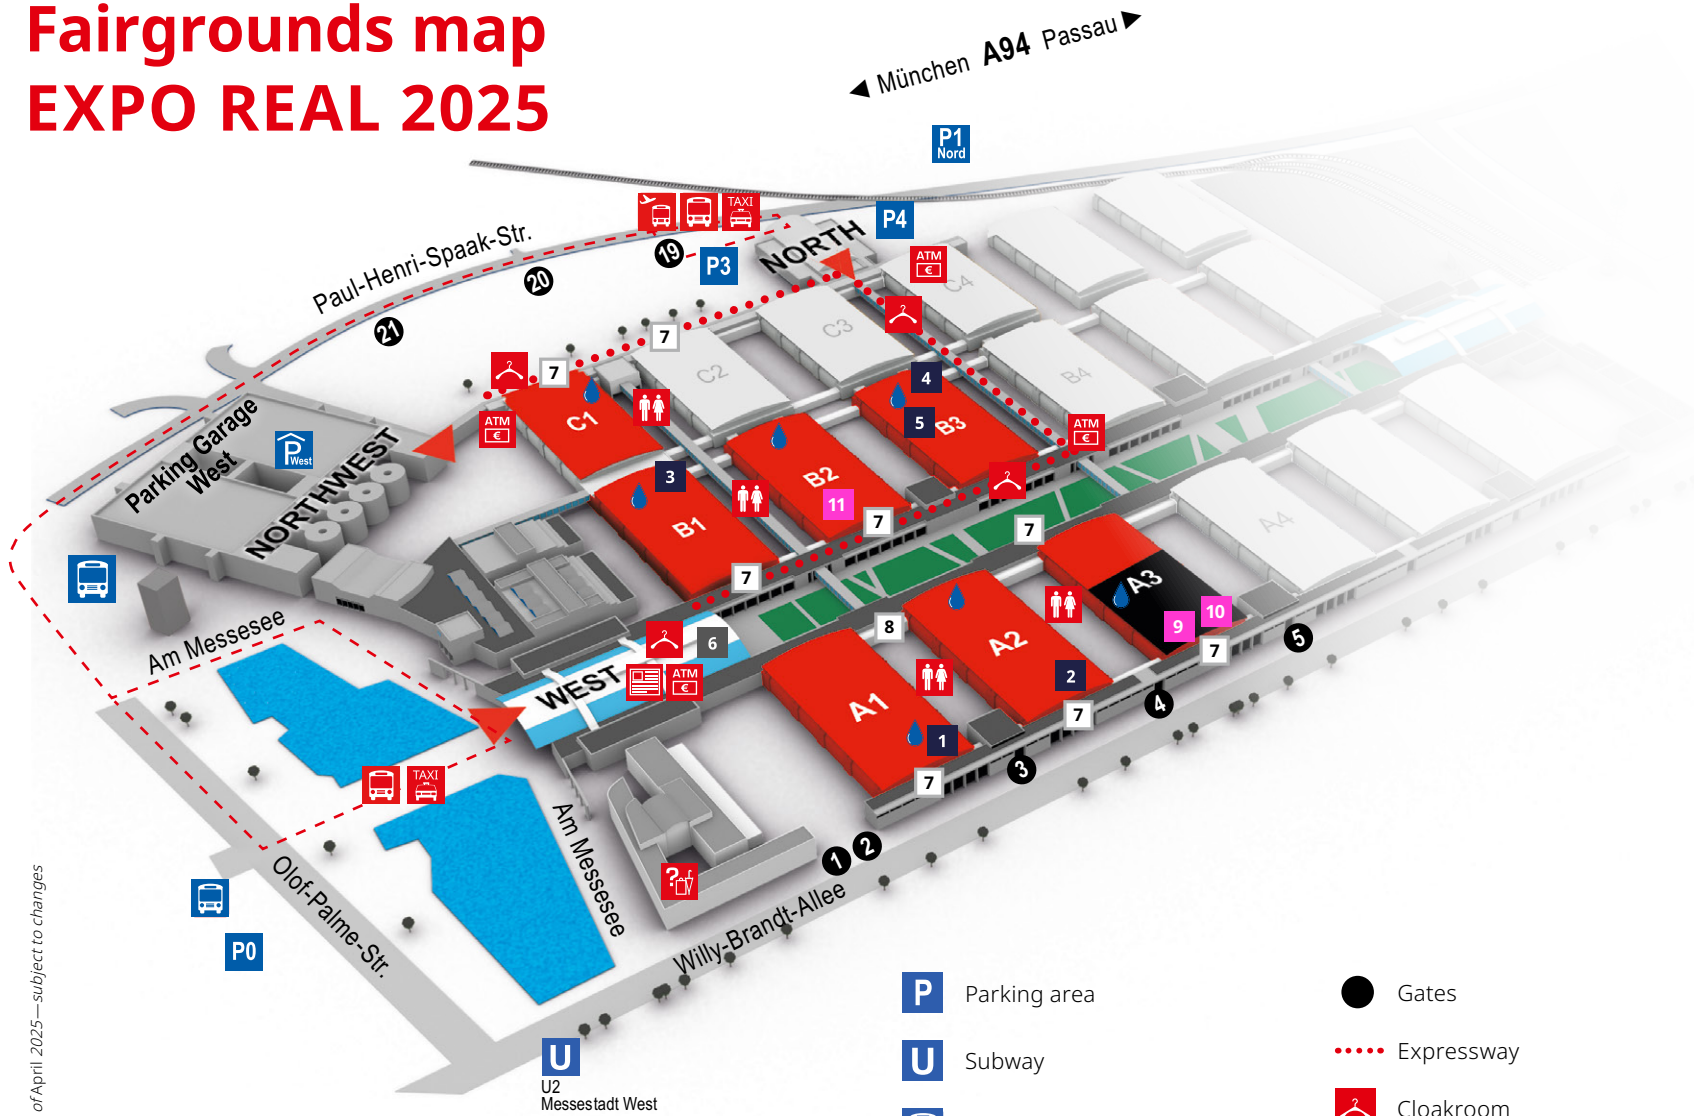 Fairgrounds map
EXPO REAL 2025
München A94 Passau
P1
Nord
TAXI
P4
NORTH
19
P3
ATM
€
Paul-Henri-Spaak-Str.
20
21
C4
C3
7
7
C2
B4
4
5
B3
ATM
€
C1
ATM
€
Parking Garage
West
P
West
NORTHWEST
3
B2
11
B1
7
7
7
A4
A3
10
9
8
A2
7
5
Am Messesee
6
WEST
ATM
€
2
4
A1
7
1
3
7
TAXI
Am Messesee
1
2
?
Olof-Palme-Str.
P0
Willy-Brandt-Allee
of April 2025—subject to changes
U
U2
Messestadt West
P Parking area
U Subway
Gates
Expressway
Cloakroom